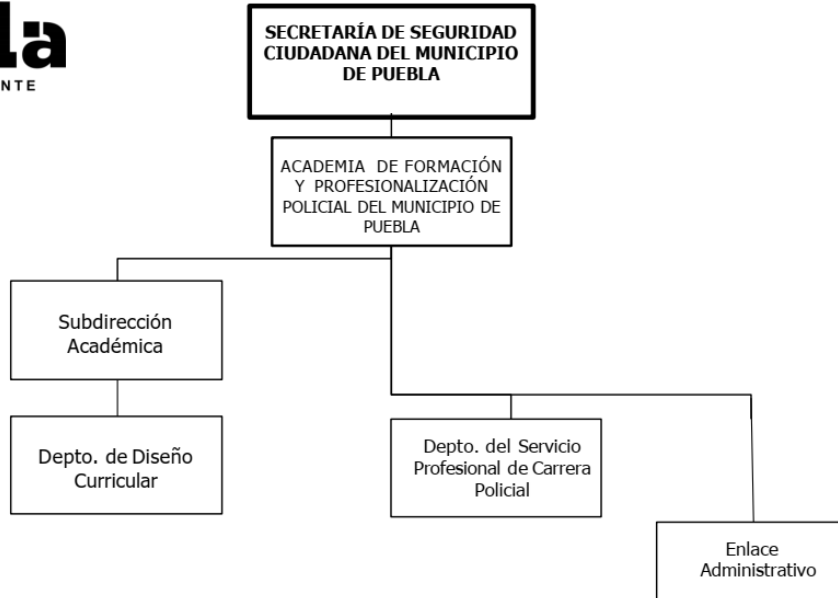 la
NTE
SECRETARÍA DE SEGURIDAD
CIUDADANA DEL MUNICIPIO
DE PUEBLA
ACADEMIA DE FORMACIÓN
Y PROFESIONALIZACIÓN
POLICIAL DEL MUNICIPIO DE
PUEBLA
Subdirección
Académica
Depto. de Diseño
Curricular
Depto. del Servicio
Profesional de Carrera
Policial
Enlace
Administrativo